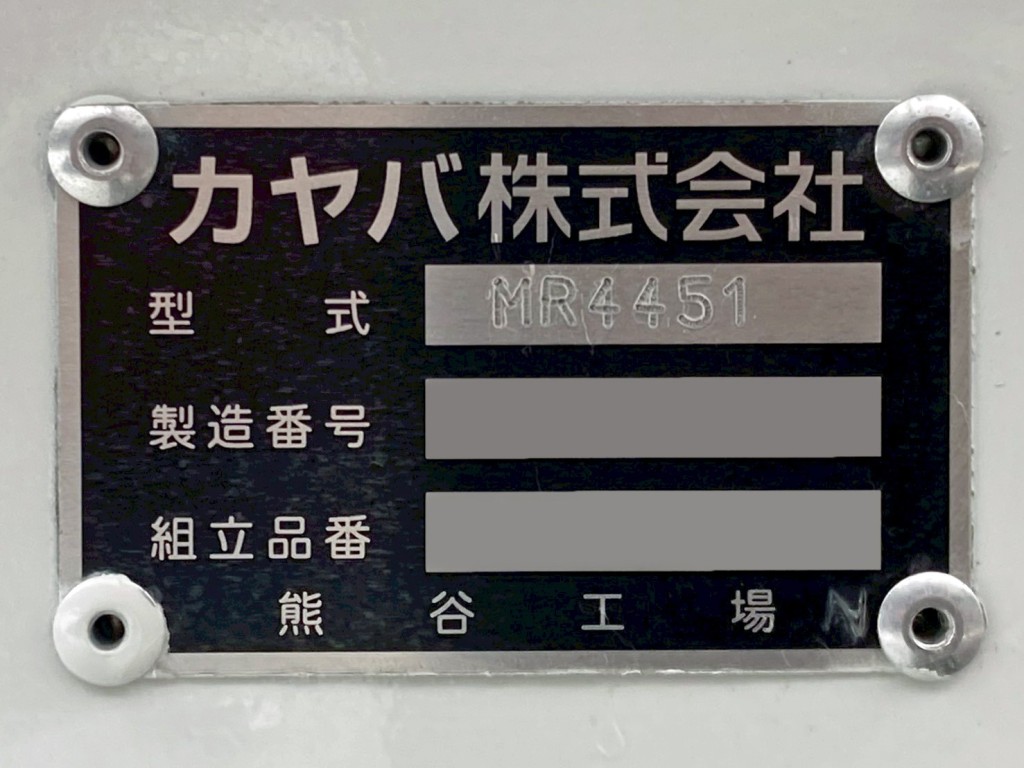 カヤバ株式会社
型式 MR4451
製造番号
組立品番
熊谷工場 N